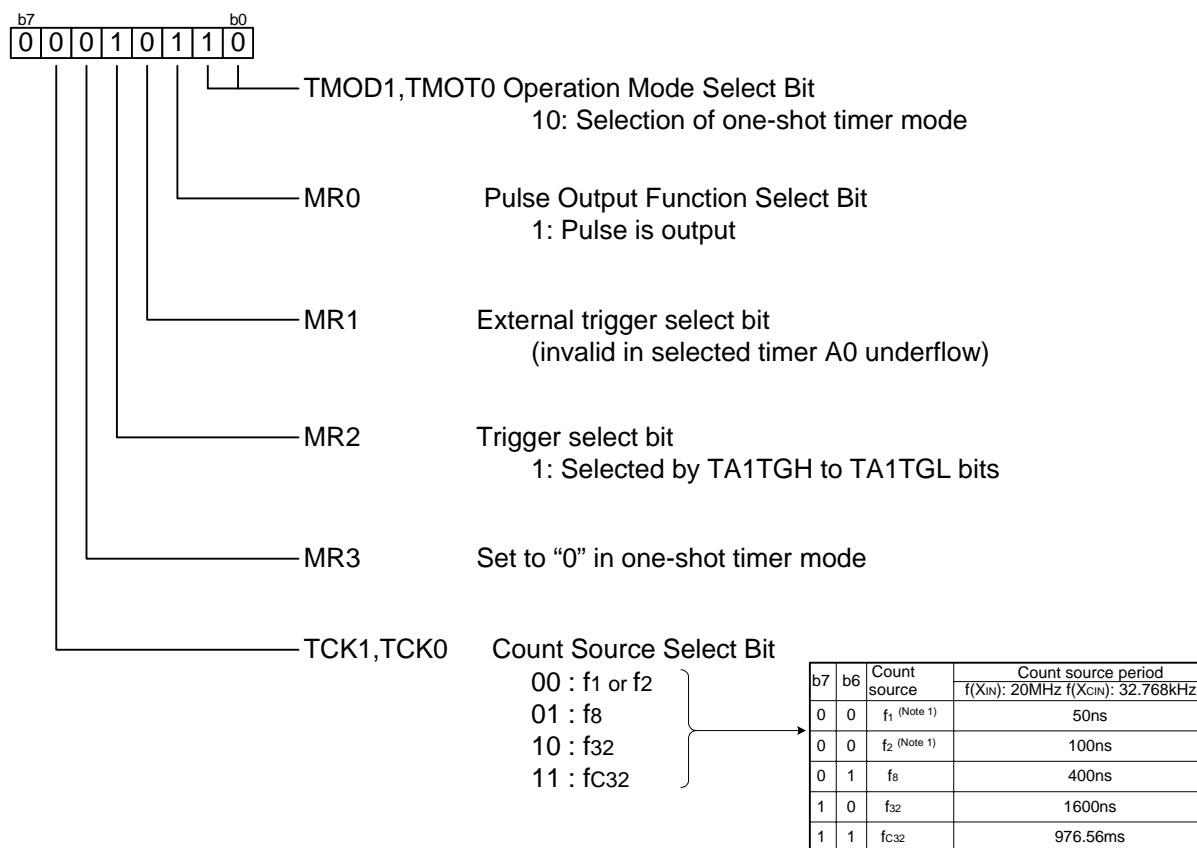 b7 b0
0 0 0 1 0 1 1 0
TMOD1,TMOT0 Operation Mode Select Bit
10: Selection of one-shot timer mode
MR0 Pulse Output Function Select Bit
1: Pulse is output
MR1 External trigger select bit
(invalid in selected timer A0 underflow)
MR2 Trigger select bit
1: Selected by TA1TGH to TA1TGL bits
MR3 Set to “0” in one-shot timer mode
TCK1,TCK0 Count Source Select Bit
00 : f1 or f2
01 : f8
10 : f32
11 : fC32
b7 b6 Count source Count source period
f(XIN): 20MHz f(XCIN): 32.768kHz
0 0 f1 (Note 1) 50ns
0 0 f2 (Note 1) 100ns
0 1 f8 400ns
1 0 f32 1600ns
1 1 fC32 976.56ms